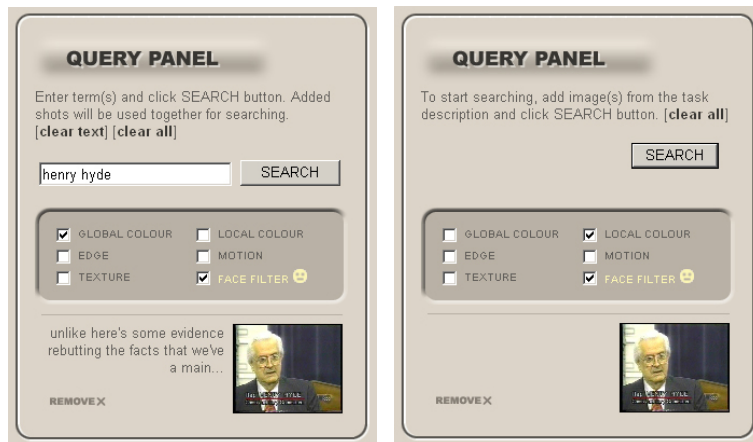 QUERY PANEL
Enter term(s) and click SEARCH button. Added
shots will be used together for searching.
[clear text] [clear all]
henry hyde
SEARCH
GLOBAL COLOUR
LOCAL COLOUR
EDGE
MOTION
TEXTURE
FACE FILTER
unlike here's some evidence
rebutting the facts that we've
a main...
REMOVE X
QUERY PANEL
To start searching, add image(s) from the task
description and click SEARCH button. [clear all]
SEARCH
GLOBAL COLOUR
LOCAL COLOUR
EDGE
MOTION
TEXTURE
FACE FILTER
REMOVE X